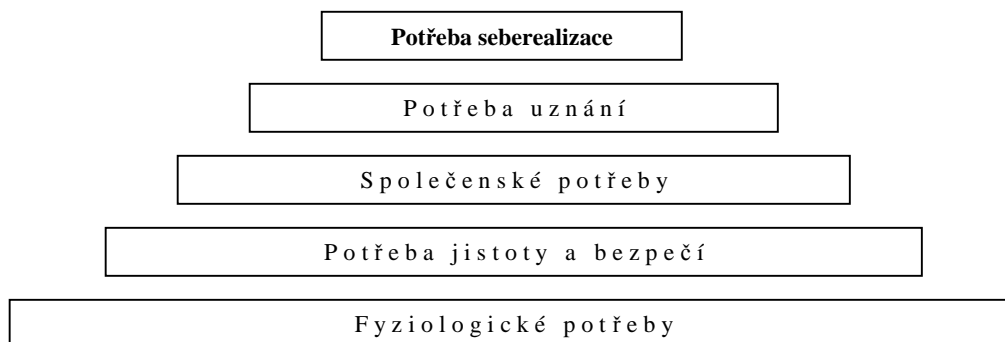 Potřeba seberealizace
Potřeba uznání
Společenské potřeby
Potřeba jistoty a bezpečí
Fyziologické potřeby